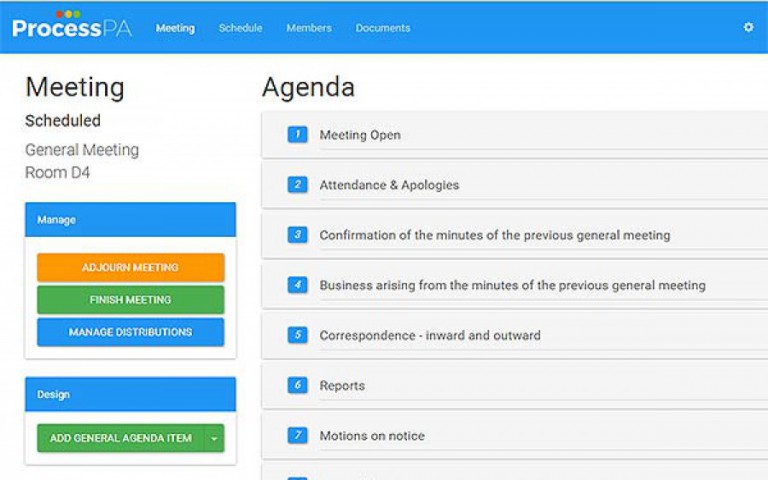 ProcessPA Meeting Schedule Members Documents
Meeting
Scheduled
General Meeting
Room D4
Manage
ADJOURN MEETING
FINISH MEETING
MANAGE DISTRIBUTIONS
Design
ADD GENERAL AGENDA ITEM
Agenda
1 Meeting Open
2 Attendance & Apologies
3 Confirmation of the minutes of the previous general meeting
4 Business arising from the minutes of the previous general meeting
5 Correspondence - inward and outward
6 Reports
7 Motions on notice